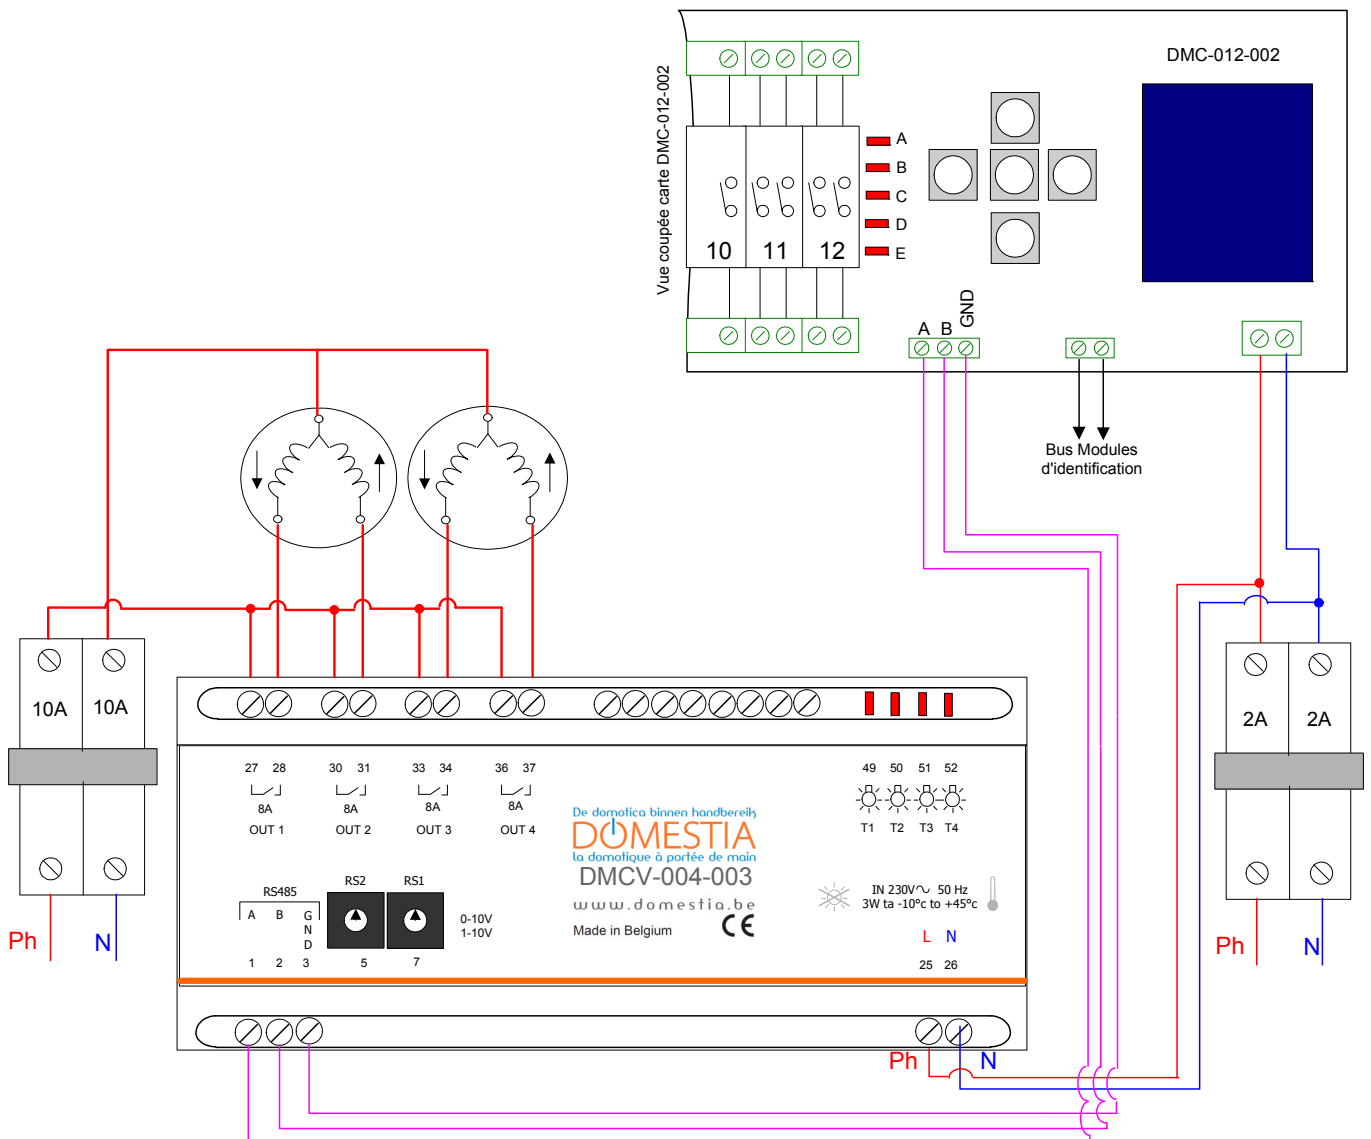 DMC-012-002
Vue coupée carte DMC-012-002
A
B
C
D
E
10 11 12
A B GND
Bus Modules
d'identification
10A 10A
2A 2A
27 28 30 31 33 34 36 37
8A 8A 8A 8A
OUT 1 OUT 2 OUT 3 OUT 4
49 50 51 52
T1 T2 T3 T4
De domotica binnen handbereik
DOMESTIA
la domotique à portée de main
DMCV-004-003
www.domestia.be
Made in Belgium CE
RS485 RS2 RS1
A B GND
0-10V
1-10V
1 2 3 5 7
IN 230V~ 50 Hz
3W ta -10°c to +45°c
L N
25 26
Ph N
Ph N
Ph N